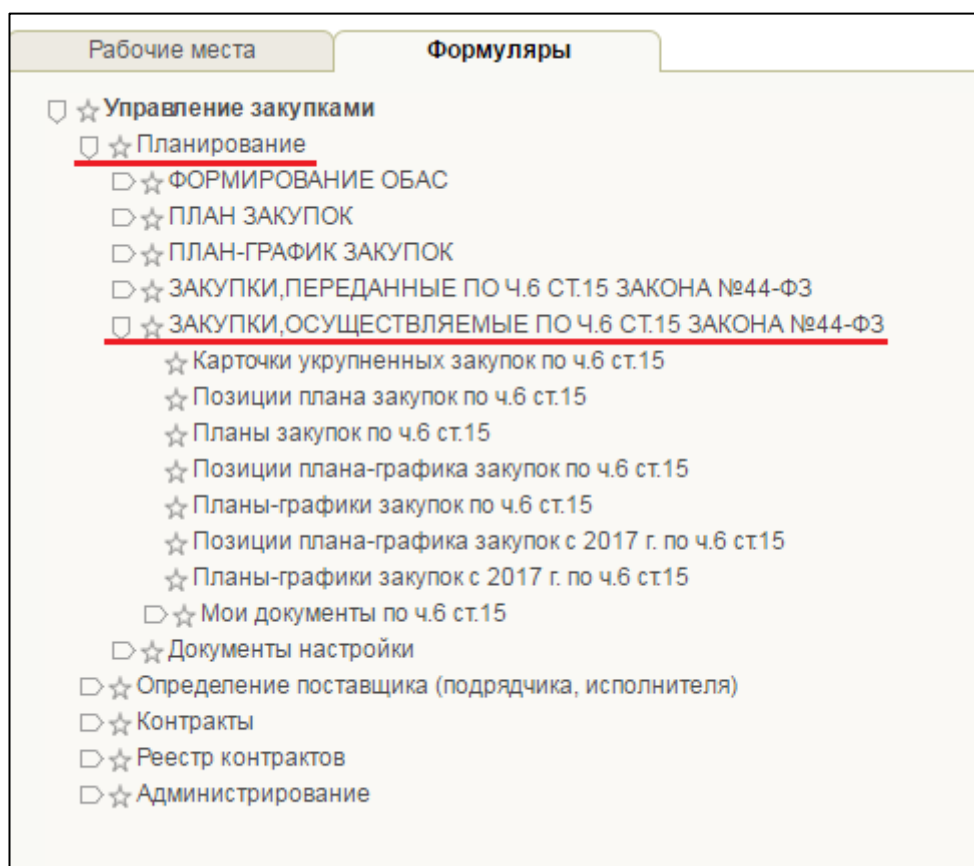 Рабочие места
Формуляры
Управление закупками
Планирование
ФОРМИРОВАНИЕ ОБАС
ПЛАН ЗАКУПОК
ПЛАН-ГРАФИК ЗАКУПОК
ЗАКУПКИ,ПЕРЕДАННЫЕ ПО Ч.6 СТ.15 ЗАКОНА №44-ФЗ
ЗАКУПКИ,ОСУЩЕСТВЛЯЕМЫЕ ПО Ч.6 СТ.15 ЗАКОНА №44-ФЗ
Карточки укрупненных закупок по ч.6 ст.15
Позиции плана закупок по ч.6 ст.15
Планы закупок по ч.6 ст.15
Позиции плана-графика закупок по ч.6 ст.15
Планы-графики закупок по ч.6 ст.15
Позиции плана-графика закупок с 2017 г. по ч.6 ст.15
Планы-графики закупок с 2017 г. по ч.6 ст.15
Мои документы по ч.6 ст.15
Документы настройки
Определение поставщика (подрядчика, исполнителя)
Контракты
Реестр контрактов
Администрирование